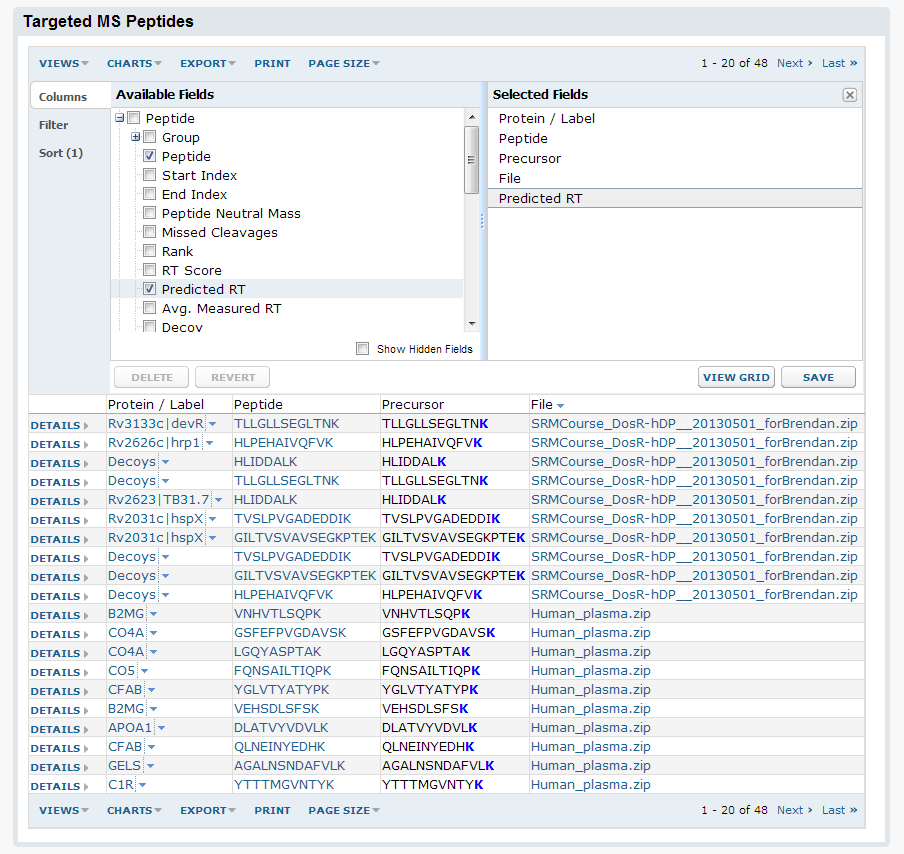 Targeted MS Peptides
VIEWS CHARTS EXPORT PRINT PAGE SIZE 1 - 20 of 48 Next › Last »
Columns
Filter
Sort (1)
Available Fields
Peptide
Group
Peptide
Start Index
End Index
Peptide Neutral Mass
Missed Cleavages
Rank
RT Score
Predicted RT
Avg. Measured RT
Decoy
Show Hidden Fields
Selected Fields
Protein / Label
Peptide
Precursor
File
Predicted RT
DELETE REVERT VIEW GRID SAVE
Protein / Label Peptide Precursor File
DETAILS Rv3133c|devR TLLGLLSEGLTNK TLLGLLSEGLTNK SRMCourse_DosR-hDP__20130501_forBrendan.zip
DETAILS Rv2626c|hrp1 HLPEHAIVQFVK HLPEHAIVQFVK SRMCourse_DosR-hDP__20130501_forBrendan.zip
DETAILS Decoys HLIDDALK HLIDDALK SRMCourse_DosR-hDP__20130501_forBrendan.zip
DETAILS Decoys TLLGLLSEGLTNK TLLGLLSEGLTNK SRMCourse_DosR-hDP__20130501_forBrendan.zip
DETAILS Rv2623|TB31.7 HLIDDALK HLIDDALK SRMCourse_DosR-hDP__20130501_forBrendan.zip
DETAILS Rv2031c|hspX TVSLPVGADEDDIK TVSLPVGADEDDIK SRMCourse_DosR-hDP__20130501_forBrendan.zip
DETAILS Rv2031c|hspX GILTVSVAVSEGKPTEK GILTVSVAVSEGKPTEK SRMCourse_DosR-hDP__20130501_forBrendan.zip
DETAILS Decoys TVSLPVGADEDDIK TVSLPVGADEDDIK SRMCourse_DosR-hDP__20130501_forBrendan.zip
DETAILS Decoys GILTVSVAVSEGKPTEK GILTVSVAVSEGKPTEK SRMCourse_DosR-hDP__20130501_forBrendan.zip
DETAILS Decoys HLPEHAIVQFVK HLPEHAIVQFVK SRMCourse_DosR-hDP__20130501_forBrendan.zip
DETAILS B2MG VNHVTLSQPK VNHVTLSQPK Human_plasma.zip
DETAILS CO4A GSFEFPVGDAVSK GSFEFPVGDAVSK Human_plasma.zip
DETAILS CO4A LGQYASPTAK LGQYASPTAK Human_plasma.zip
DETAILS CO5 FQNSAILTIQPK FQNSAILTIQPK Human_plasma.zip
DETAILS CFAB YGLVTYATYPK YGLVTYATYPK Human_plasma.zip
DETAILS B2MG VEHSDLSFSK VEHSDLSFSK Human_plasma.zip
DETAILS APOA1 DLATVYVDVLK DLATVYVDVLK Human_plasma.zip
DETAILS CFAB QLNEINYEDHK QLNEINYEDHK Human_plasma.zip
DETAILS GELS AGALNSNDAFVLK AGALNSNDAFVLK Human_plasma.zip
DETAILS C1R YTTTMGVNTYK YTTTMGVNTYK Human_plasma.zip
VIEWS CHARTS EXPORT PRINT PAGE SIZE 1 - 20 of 48 Next › Last »